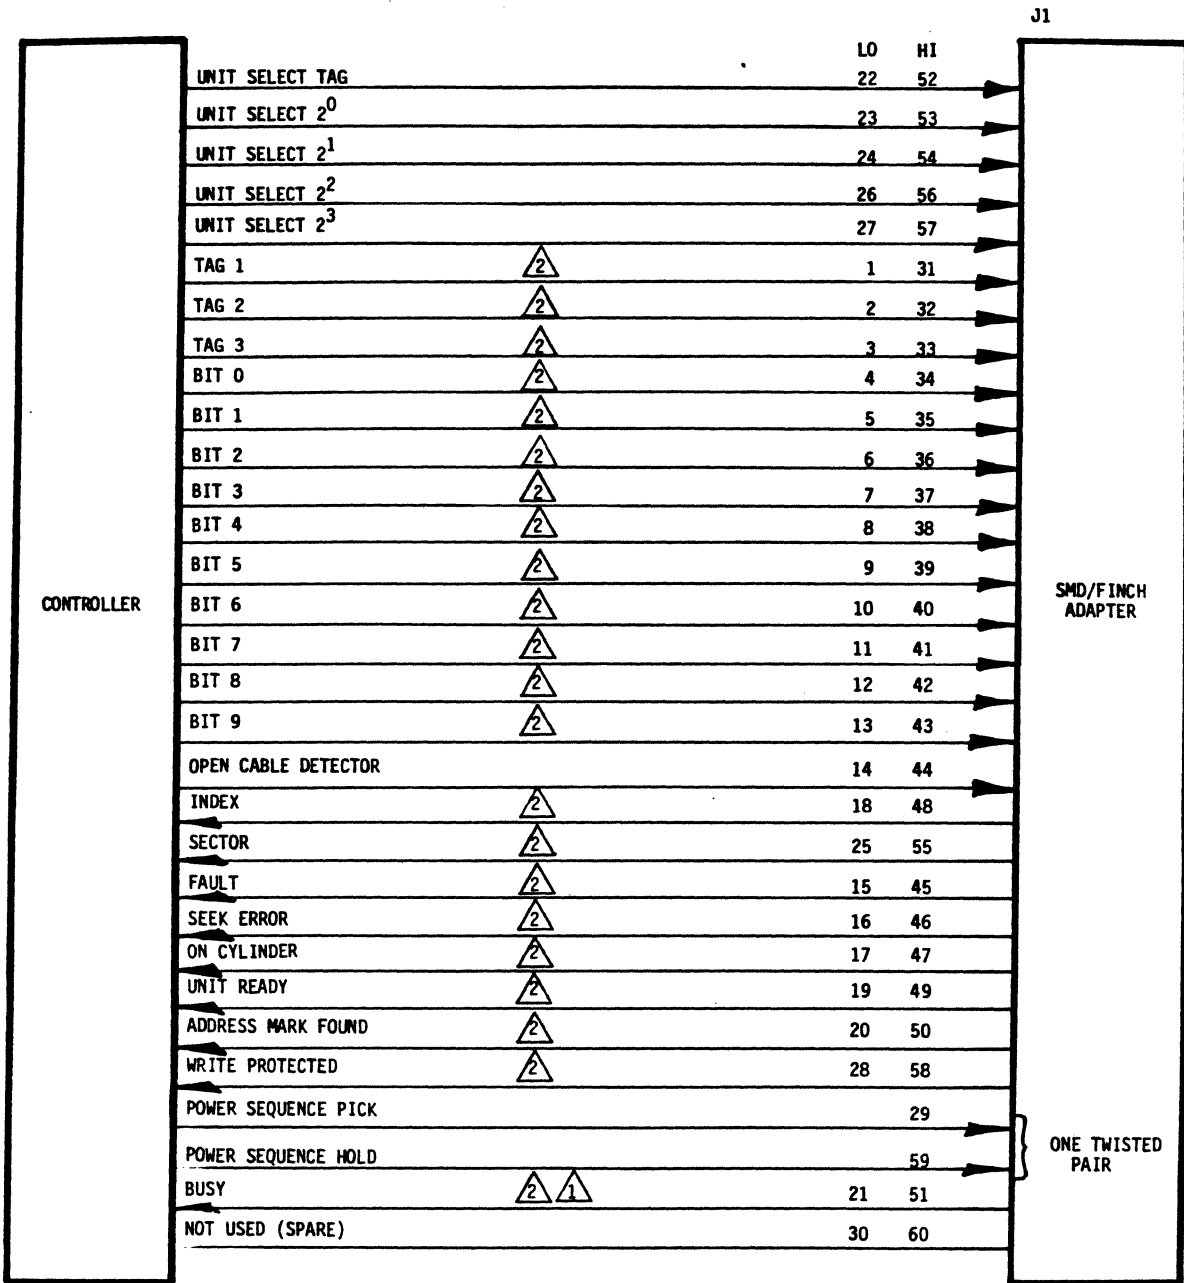 J1
LO HI
UNIT SELECT TAG 22 52
UNIT SELECT 2^0 23 53
UNIT SELECT 2^1 24 54
UNIT SELECT 2^2 26 56
UNIT SELECT 2^3 27 57
TAG 1 2 1 31
TAG 2 2 2 32
TAG 3 2 3 33
BIT 0 2 4 34
BIT 1 2 5 35
BIT 2 2 6 36
BIT 3 2 7 37
BIT 4 2 8 38
BIT 5 2 9 39
CONTROLLER
SMD/FINCH
ADAPTER
BIT 6 2 10 40
BIT 7 2 11 41
BIT 8 2 12 42
BIT 9 2 13 43
OPEN CABLE DETECTOR 14 44
INDEX 2 18 48
SECTOR 2 25 55
FAULT 2 15 45
SEEK ERROR 2 16 46
ON CYLINDER 2 17 47
UNIT READY 2 19 49
ADDRESS MARK FOUND 2 20 50
WRITE PROTECTED 2 28 58
POWER SEQUENCE PICK 29
POWER SEQUENCE HOLD 59
ONE TWISTED
PAIR
BUSY 2 1 21 51
NOT USED (SPARE) 30 60